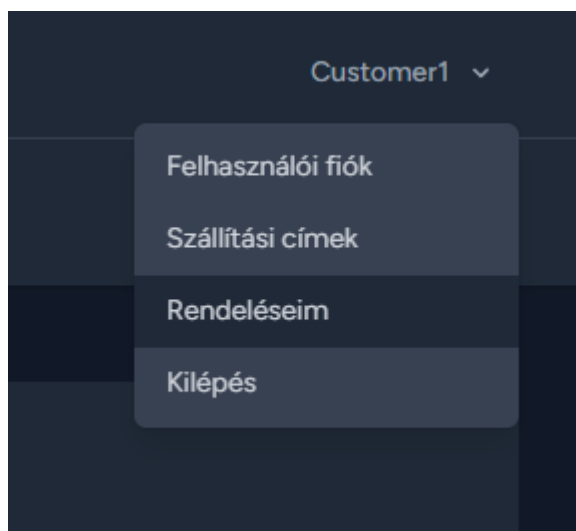 Customer1
Felhasználói fiók
Szállítási címek
Rendeléseim
Kilépés